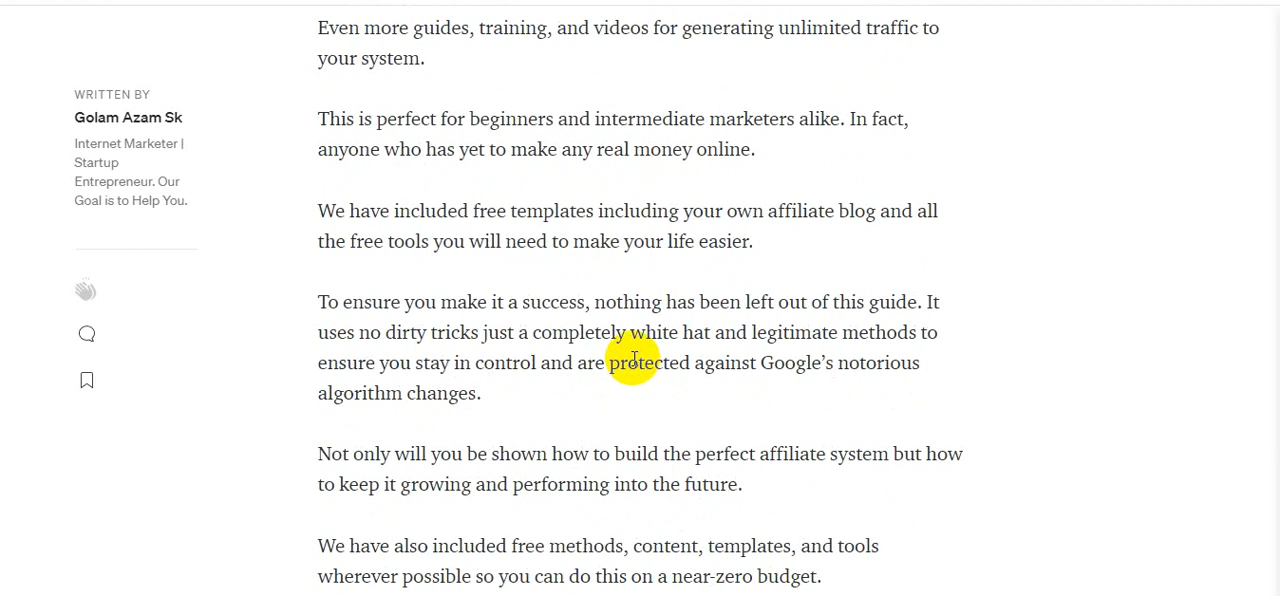 Even more guides, training, and videos for generating unlimited traffic to
your system.
WRITTEN BY
Golam Azam Sk
Internet Marketer |
Startup
Entrepreneur. Our
Goal is to Help You.
This is perfect for beginners and intermediate marketers alike. In fact,
anyone who has yet to make any real money online.
We have included free templates including your own affiliate blog and all
the free tools you will need to make your life easier.
To ensure you make it a success, nothing has been left out of this guide. It
uses no dirty tricks just a completely white hat and legitimate methods to
ensure you stay in control and are protected against Google’s notorious
algorithm changes.
Not only will you be shown how to build the perfect affiliate system but how
to keep it growing and performing into the future.
We have also included free methods, content, templates, and tools
wherever possible so you can do this on a near-zero budget.